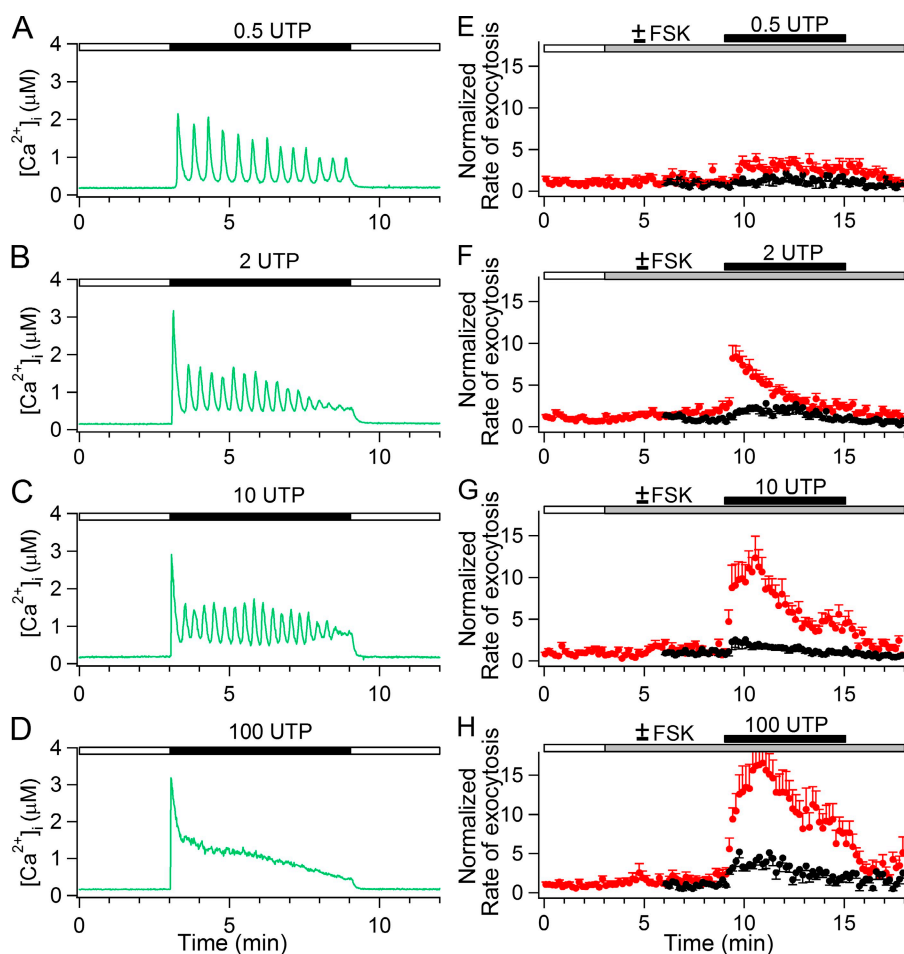 A
0.5 UTP
[Ca2+]i (µM)
4
3
2
1
0
0
5
10
E
±FSK
0.5 UTP
Normalized
Rate of exocytosis
15
10
5
0
0
5
10
15
B
2 UTP
[Ca2+]i (µM)
4
3
2
1
0
0
5
10
F
±FSK
2 UTP
Normalized
Rate of exocytosis
15
10
5
0
0
5
10
15
C
10 UTP
[Ca2+]i (µM)
4
3
2
1
0
0
5
10
G
±FSK
10 UTP
Normalized
Rate of exocytosis
15
10
5
0
0
5
10
15
D
100 UTP
[Ca2+]i (µM)
4
3
2
1
0
0
5
10
Time (min)
H
±FSK
100 UTP
Normalized
Rate of exocytosis
15
10
5
0
0
5
10
15
Time (min)